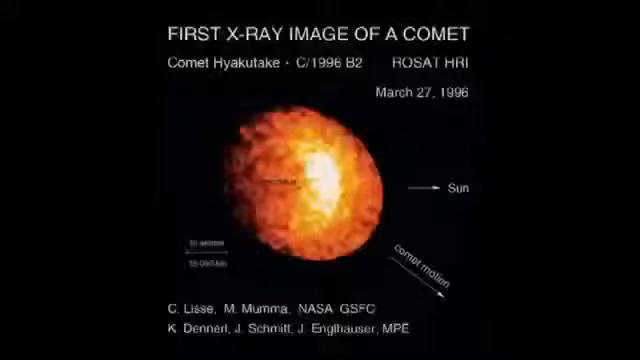 FIRST X-RAY IMAGE OF A COMET
Comet Hyakutake · C/1996 B2 ROSAT HRI
March 27, 1996
Sun
comet motion
C. Lisse, M. Mumma, NASA GSFC
K. Dennerl, J. Schmitt, J. Englhauser, MPE